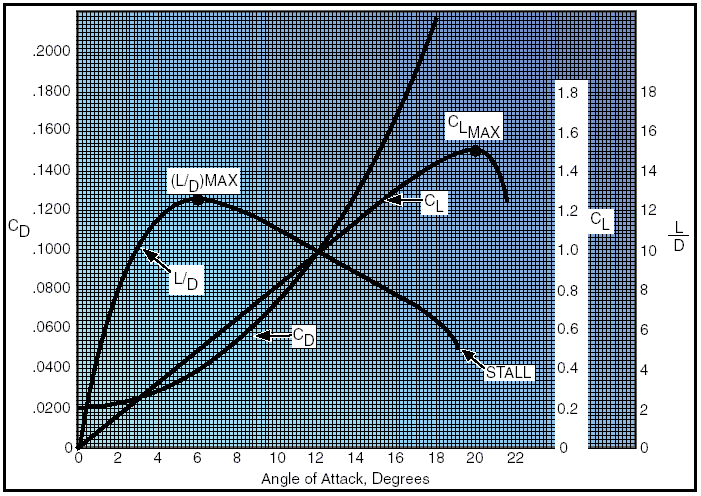 .2000
.1800
.1600
.1400
.1200
.1000
.0800
.0600
.0400
.0200
0
CD
(L/D)MAX
L/D
CLMAX
CL
CD
STALL
1.8
1.6
1.4
1.2
1.0
0.8
0.6
0.4
0.2
0
CL
18
16
14
12
10
8
6
4
2
0
L
D
0 2 4 6 8 10 12 14 16 18 20 22
Angle of Attack, Degrees